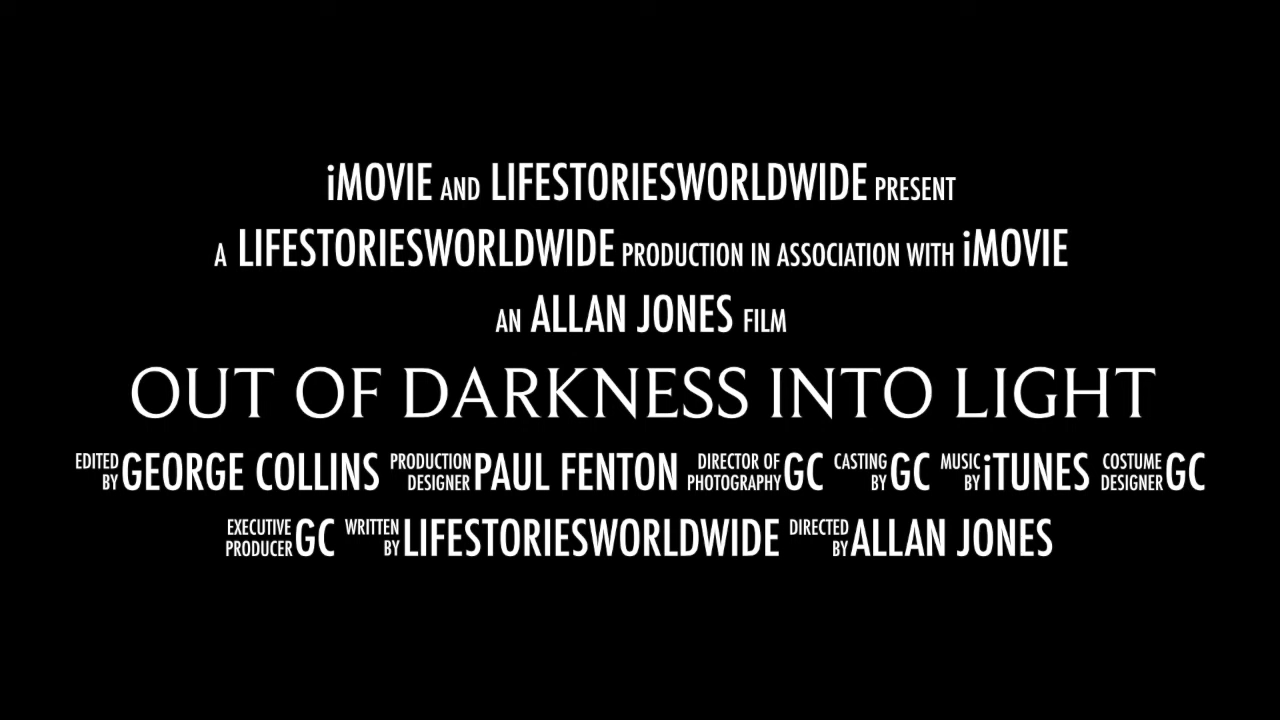 iMOVIE AND LIFESTORIESWORLDWIDE PRESENT
A LIFESTORIESWORLDWIDE PRODUCTION IN ASSOCIATION WITH iMOVIE
AN ALLAN JONES FILM
OUT OF DARKNESS INTO LIGHT
EDITED BY GEORGE COLLINS PRODUCTION DESIGNER PAUL FENTON DIRECTOR OF PHOTOGRAPHY GC CASTING BY GC MUSIC BY iTUNES COSTUME DESIGNER GC
EXECUTIVE PRODUCER GC WRITTEN BY LIFESTORIESWORLDWIDE DIRECTED BY ALLAN JONES